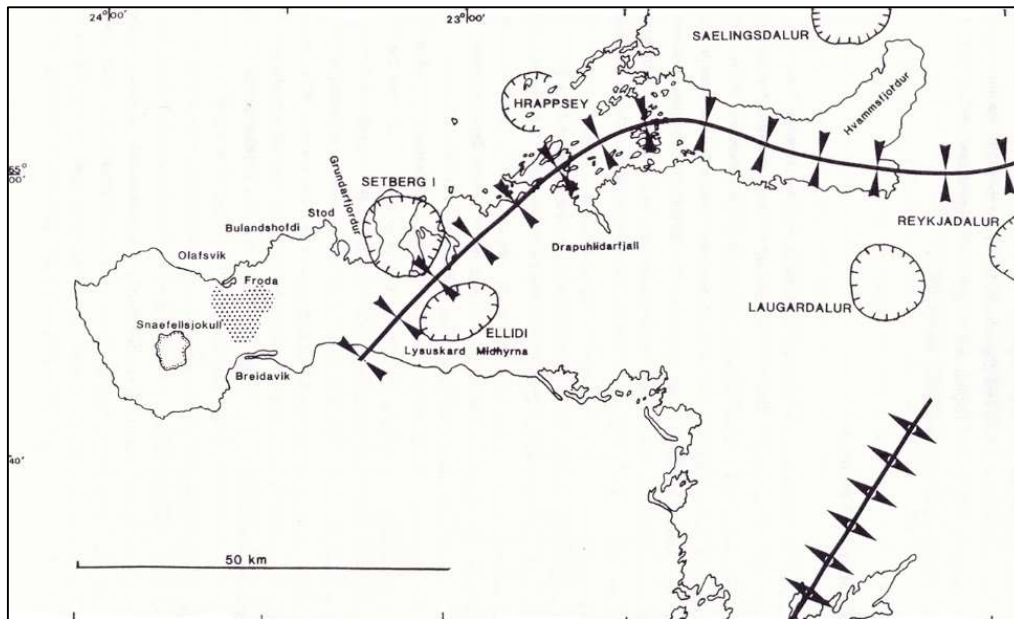 24°00'
23°00'
SAELINGSDALUR
HRAPPSEY
Hvammsfjordur
65°
00'
Grundarfjordur
SETBERG I
Stod
Bulandshofdi
REYKJADALUR
Drapuhlidarfjall
Olafsvik
Froda
LAUGARDALUR
Snaefellsjokull
ELLIDI
Lysuskard Midhyrna
Breidavik
40'
50 km